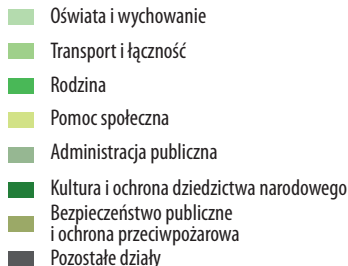 Oświata i wychowanie
Transport i łączność
Rodzina
Pomoc społeczna
Administracja publiczna
Kultura i ochrona dziedzictwa narodowego
Bezpieczeństwo publiczne
i ochrona przeciwpożarowa
Pozostałe działy